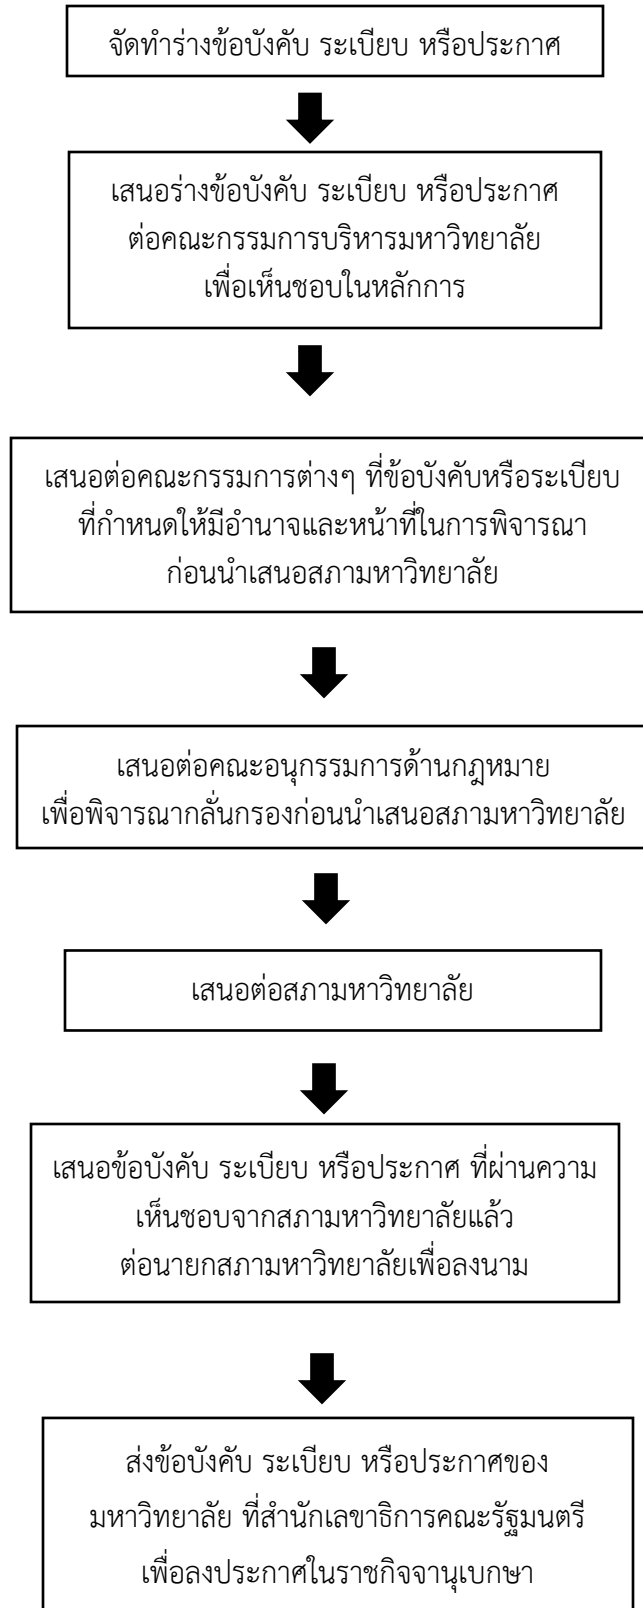 จัดทำร่างข้อบังคับ ระเบียบ หรือประกาศ
เสนอร่างข้อบังคับ ระเบียบ หรือประกาศ
ต่อคณะกรรมการบริหารมหาวิทยาลัย
เพื่อเห็นชอบในหลักการ
เสนอต่อคณะกรรมการต่างๆ ที่ข้อบังคับหรือระเบียบ
ที่กำหนดให้มีอำนาจและหน้าที่ในการพิจารณา
ก่อนนำเสนอสภามหาวิทยาลัย
เสนอต่อคณะอนุกรรมการด้านกฎหมาย
เพื่อพิจารณากลั่นกรองก่อนนำเสนอสภามหาวิทยาลัย
เสนอต่อสภามหาวิทยาลัย
เสนอข้อบังคับ ระเบียบ หรือประกาศ ที่ผ่านความ
เห็นชอบจากสภามหาวิทยาลัยแล้ว
ต่อนายกสภามหาวิทยาลัยเพื่อลงนาม
ส่งข้อบังคับ ระเบียบ หรือประกาศของ
มหาวิทยาลัย ที่สำนักเลขาธิการคณะรัฐมนตรี
เพื่อลงประกาศในราชกิจจานุเบกษา